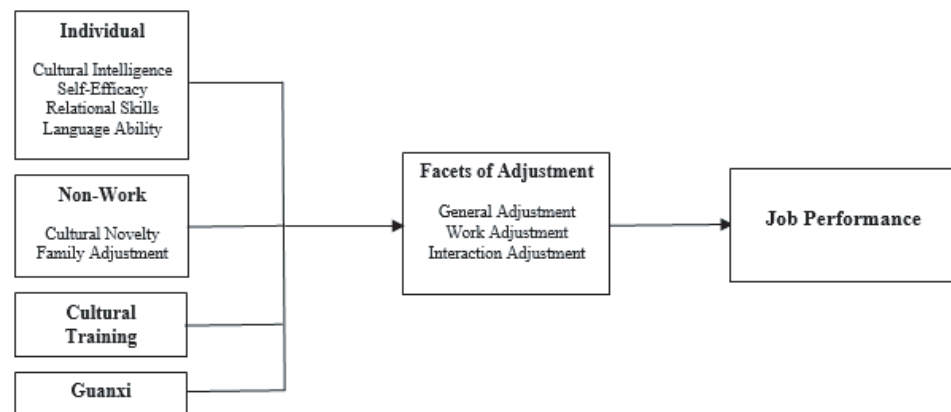 Individual
Cultural Intelligence
Self-Efficacy
Relational Skills
Language Ability
Non-Work
Cultural Novelty
Family Adjustment
Cultural
Training
Guanxi
Facets of Adjustment
General Adjustment
Work Adjustment
Interaction Adjustment
Job Performance